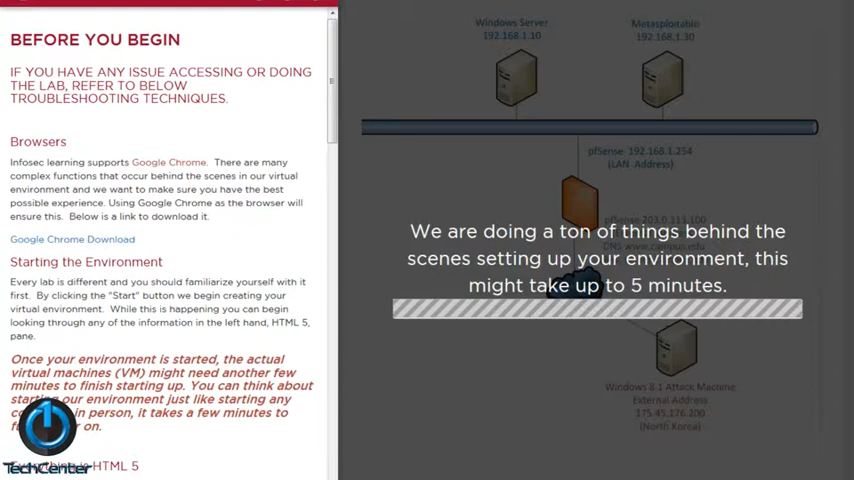 BEFORE YOU BEGIN
IF YOU HAVE ANY ISSUE ACCESSING OR DOING
THE LAB, REFER TO BELOW
TROUBLESHOOTING TECHNIQUES.
Browsers
Infosec learning supports Google Chrome. There are many
complex functions that occur behind the scenes in our virtual
environment and we want to make sure you have the best
possible experience. Using Google Chrome as the browser will
ensure this. Below is a link to download it.
Google Chrome Download
Starting the Environment
Every lab is different and you should familiarize yourself with it
first. By clicking the "Start" button we begin creating your
virtual environment. While this is happening you can begin
looking through any of the information in the left hand, HTML 5,
pane.
Once your environment is started, the actual
virtual machines (VM) might need another few
minutes to finish starting up. You can think about
our environment just like starting any
in person, it takes a few minutes to
on.
is HTML 5
TechCenter
Windows Server
192.168.1.10
Metasploitable
192.168.1.30
pfSense 192.168.1.254
(LAN Address)
pfSense 203.0.113.100
DNS www.campus.edu
We are doing a ton of things behind the
scenes setting up your environment, this
might take up to 5 minutes.
Windows 8.1 Attack Machine
External Address
175.45.176.200
(North Korea)